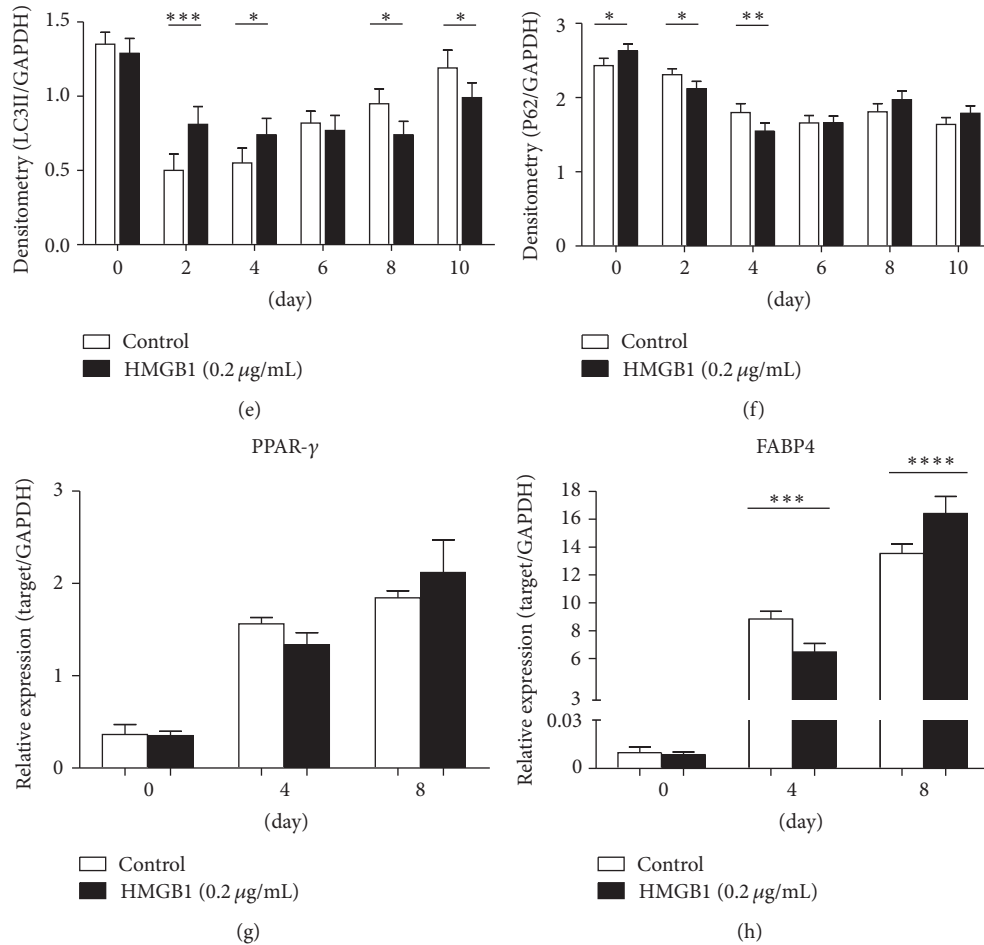 *** * * *
Densitometry (LC3II/GAPDH)
1.5
1.0
0.5
0.0
0 2 4 6 8 10
(day)
Control
HMGB1 (0.2 μg/mL)
(e)
* * **
Densitometry (P62/GAPDH)
3
2
1
0
0 2 4 6 8 10
(day)
Control
HMGB1 (0.2 μg/mL)
(f)
PPAR-γ
Relative expression (target/GAPDH)
3
2
1
0
0 4 8
(day)
Control
HMGB1 (0.2 μg/mL)
(g)
FABP4
*** ****
Relative expression (target/GAPDH)
18
16
14
12
10
8
6
3
0.03
0
0 4 8
(day)
Control
HMGB1 (0.2 μg/mL)
(h)